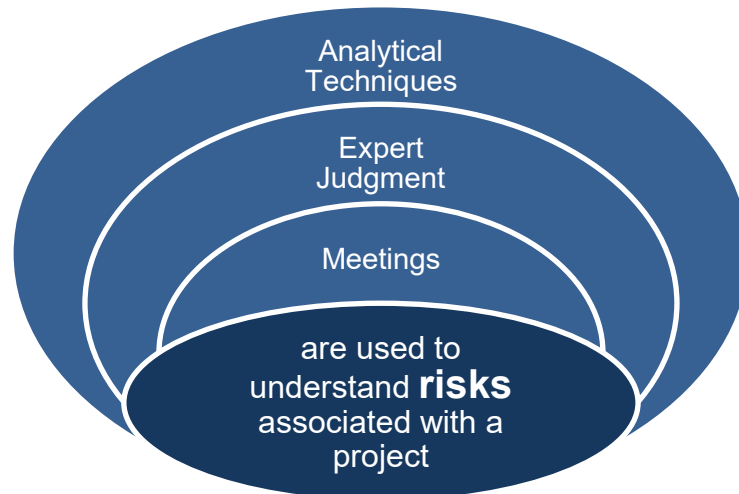 Analytical
Techniques
Expert
Judgment
Meetings
are used to
understand risks
associated with a
project